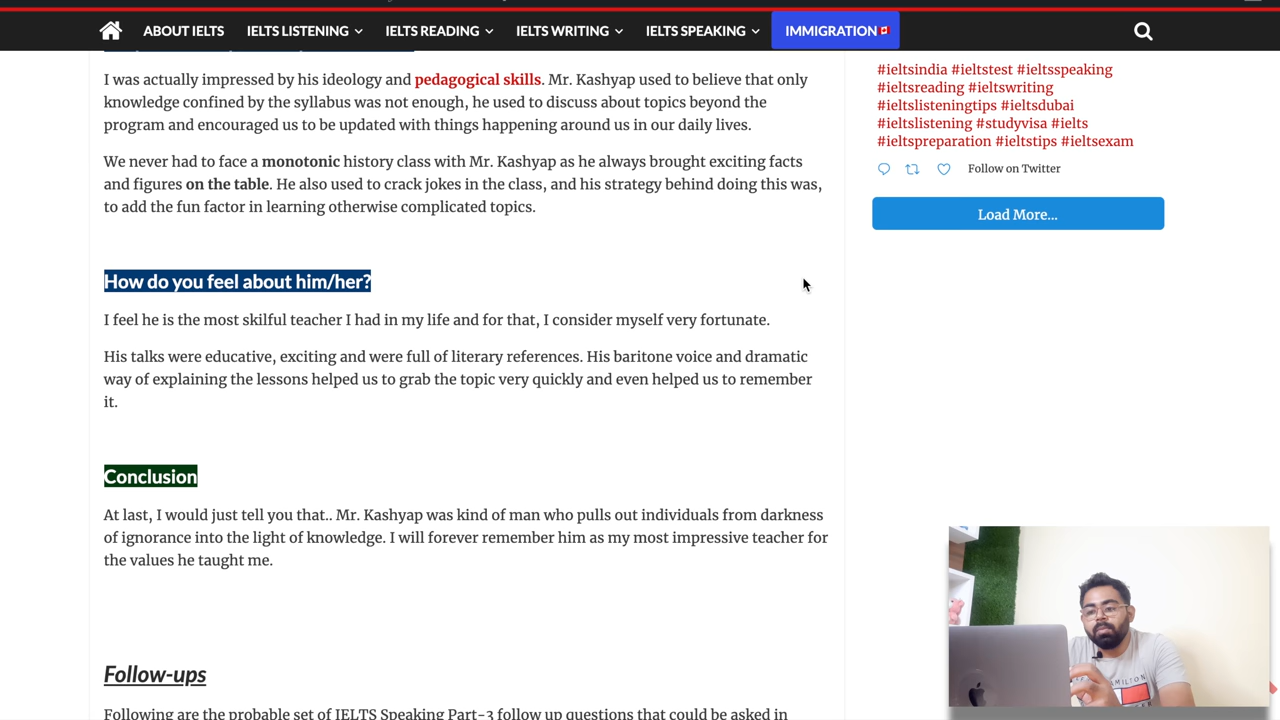 ABOUT IELTS IELTS LISTENING IELTS READING IELTS WRITING IELTS SPEAKING IMMIGRATION
I was actually impressed by his ideology and pedagogical skills. Mr. Kashyap used to believe that only
knowledge confined by the syllabus was not enough, he used to discuss about topics beyond the
program and encouraged us to be updated with things happening around us in our daily lives.
We never had to face a monotonic history class with Mr. Kashyap as he always brought exciting facts
and figures on the table. He also used to crack jokes in the class, and his strategy behind doing this was,
to add the fun factor in learning otherwise complicated topics.
How do you feel about him/her?
I feel he is the most skilful teacher I had in my life and for that, I consider myself very fortunate.
His talks were educative, exciting and were full of literary references. His baritone voice and dramatic
way of explaining the lessons helped us to grab the topic very quickly and even helped us to remember
it.
Conclusion
At last, I would just tell you that.. Mr. Kashyap was kind of man who pulls out individuals from darkness
of ignorance into the light of knowledge. I will forever remember him as my most impressive teacher for
the values he taught me.
Follow-ups
Following are the probable set of IELTS Speaking Part-3 follow up questions that could be asked in
#ieltsindia #ieltstest #ieltsspeaking
#ieltsreading #ieltswriting
#ieltslisteningtips #ieltsdubai
#ieltslistening #studyvisa #ielts
#ieltspreparation #ieltstips #ieltsexam
Follow on Twitter
Load More...